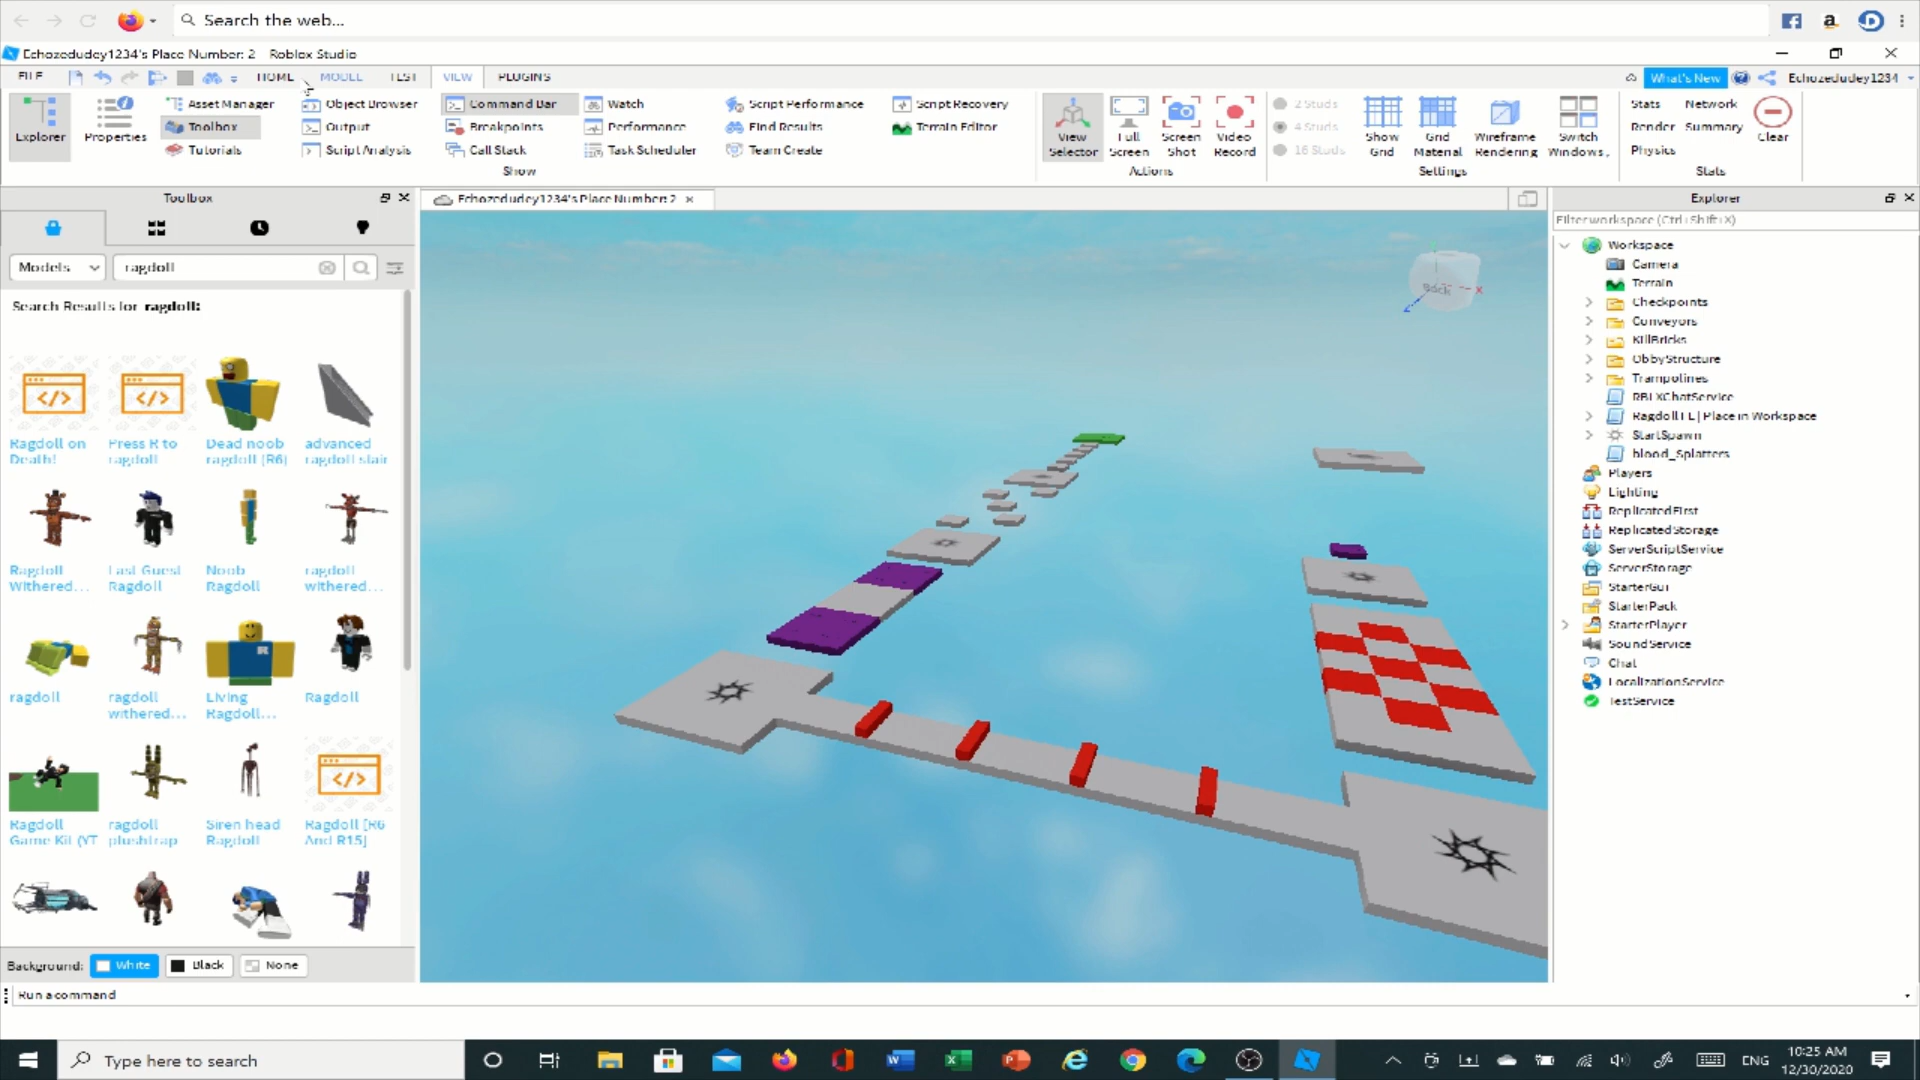 Search the web...
Echozedudey1234's Place Number: 2 - Roblox Studio
FILE HOME MODEL TEST VIEW PLUGINS What's New Echozedudey1234
Explorer
Properties
Asset Manager
Toolbox
Tutorials
Object Browser
Output
Script Analysis
Command Bar
Breakpoints
Call Stack
Watch
Performance
Task Scheduler
Script Performance
Find Results
Team Create
Script Recovery
Terrain Editor
Show
View
Selector
Full
Screen
Screen
Shot
Video
Record
Actions
2 Studs
4 Studs
16 Studs
Show
Grid
Grid
Material
Wireframe
Rendering
Switch
Windows
Settings
Stats
Render
Physics
Network
Summary
Clear
Stats
Toolbox
Models
ragdoll
Search Results for ragdoll:
Ragdoll on
Death!
Press R to
ragdoll
Dead noob
ragdoll (R6)
advanced
ragdoll stair
Ragdoll
Withered...
Last Guest
Ragdoll
Noob
Ragdoll
ragdoll
withered...
ragdoll
ragdoll
withered...
Living
Ragdoll...
Ragdoll
Ragdoll
Game Kit (YT
ragdoll
plushtrap
Siren head
Ragdoll
Ragdoll [R6
And R15]
Background: White Black None
Run a command
Echozedudey1234's Place Number: 2
Back
X
R
Explorer
Filter workspace (Ctrl+Shift+X)
Workspace
Camera
Terrain
Checkpoints
Conveyors
KillBricks
ObbyStructure
Trampolines
RBLXChatService
Ragdoll FE | Place in Workspace
StartSpawn
blood_Splatters
Players
Lighting
ReplicatedFirst
ReplicatedStorage
ServerScriptService
ServerStorage
StarterGui
StarterPack
StarterPlayer
SoundService
Chat
LocalizationService
TestService
Type here to search
ENG
10:25 AM
12/30/2020